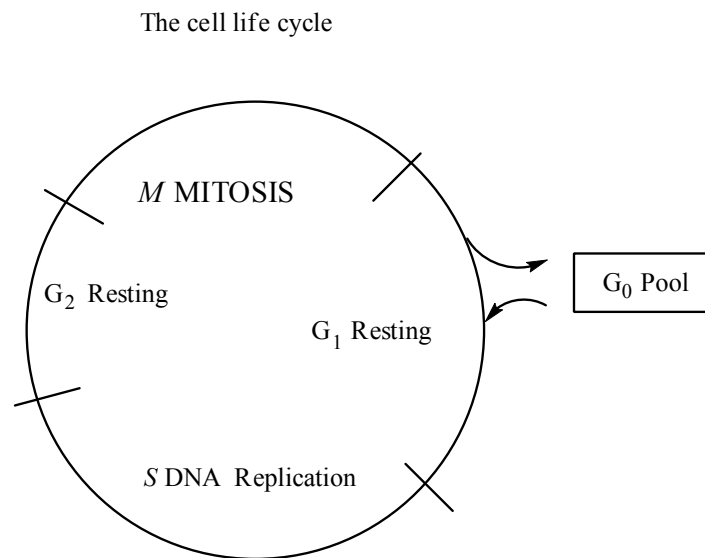 The cell life cycle
M MITOSIS
G₂ Resting
G₀ Pool
G₁ Resting
S DNA Replication